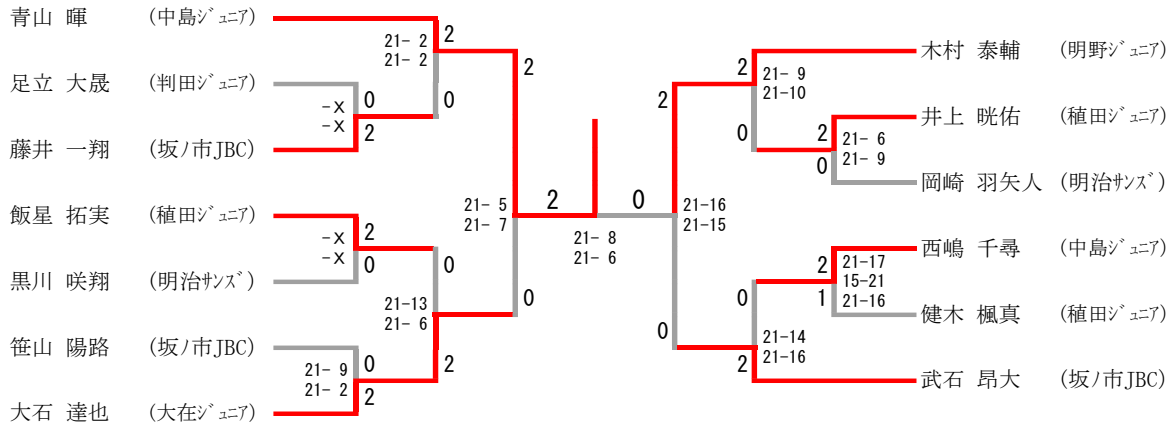 青山 暉 (中島ジュニア)
21- 2
21- 2
2
0
足立 大晟 (判田ジュニア)
-X
-X
0
2
藤井 一翔 (坂ノ市JBC)
2
21- 5
21- 7
0
飯星 拓実 (稙田ジュニア)
-X
-X
2
0
黒川 咲翔 (明治サンズ)
0
21-13
21- 6
2
笹山 陽路 (坂ノ市JBC)
21- 9
21- 2
0
2
大石 達也 (大在ジュニア)
2
0
21- 8
21- 6
木村 泰輔 (明野ジュニア)
2
21- 9
21-10
0
井上 晄佑 (稙田ジュニア)
2
21- 6
21- 9
0
岡崎 羽矢人 (明治サンズ)
2
21-16
21-15
0
西嶋 千尋 (中島ジュニア)
2
21-17
15-21
21-16
1
健木 楓真 (稙田ジュニア)
0
21-14
21-16
2
武石 昂大 (坂ノ市JBC)